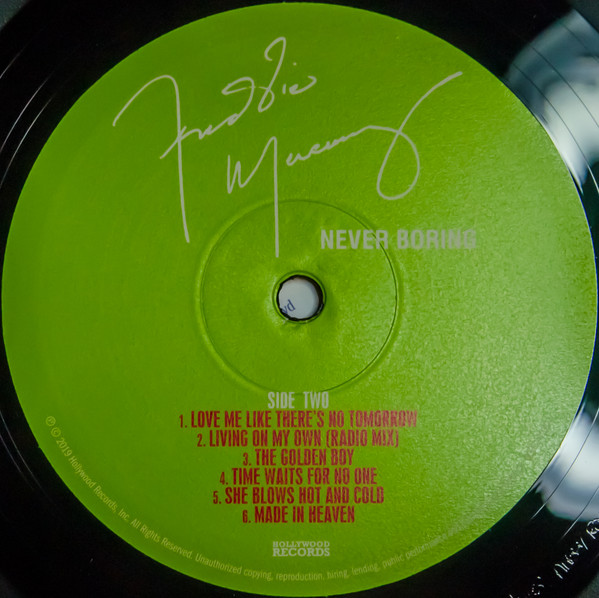 Freddie Mercury
NEVER BORING
SIDE TWO
1. LOVE ME LIKE THERE'S NO TOMORROW
2. LIVING ON MY OWN (RADIO MIX)
3. THE GOLDEN BOY
4. TIME WAITS FOR NO ONE
5. SHE BLOWS HOT AND COLD
6. MADE IN HEAVEN
HOLLYWOOD
RECORDS
℗ © 2019 Hollywood Records, Inc. All Rights Reserved. Unauthorized copying, reproduction, hiring, lending, public performance